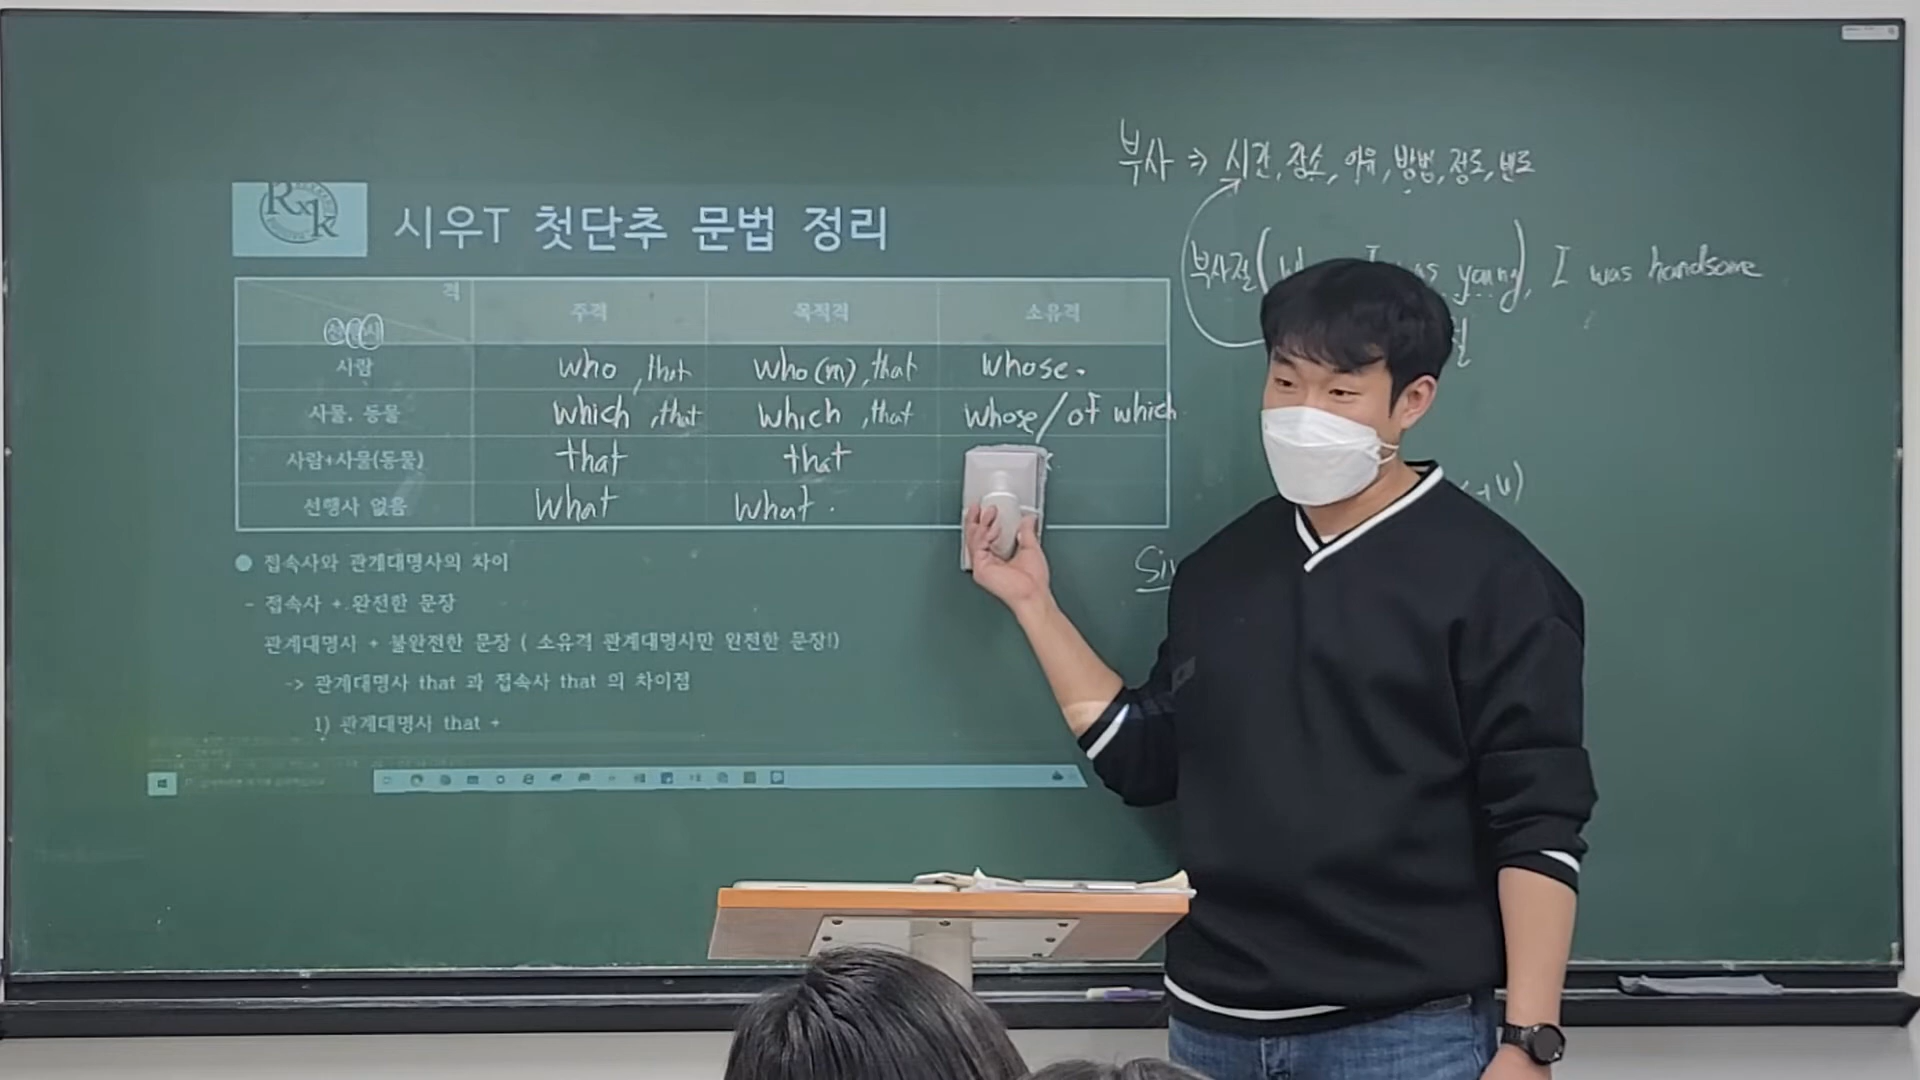 RK
시우T 첫단추 문법 정리
격
주격 목적격 소유격
선행사
사람 who, that who(m), that whose.
사물, 동물 which, that which, that whose / of which
사람+사물(동물) that that
선행사 없음 what what.
● 접속사와 관계대명사의 차이
- 접속사 + 완전한 문장
관계대명사 + 불완전한 문장 ( 소유격 관계대명사만 완전한 문장!)
-> 관계대명사 that 과 접속사 that 의 차이점
1) 관계대명사 that +
부사 ⇒ 시간, 장소, 이유, 방법, 정도, 빈도
부사절( I was young), I was handsome